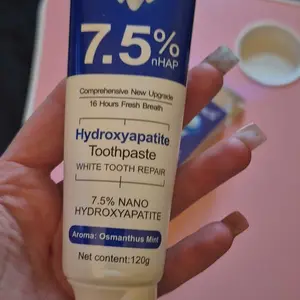 7.5%
nHAP
Comprehensive New Upgrade
16 Hours Fresh Breath
Hydroxyapatite
Toothpaste
WHITE TOOTH REPAIR
7.5% NANO
HYDROXYAPATITE
Aroma: Osmanthus Mint
Net content:120g